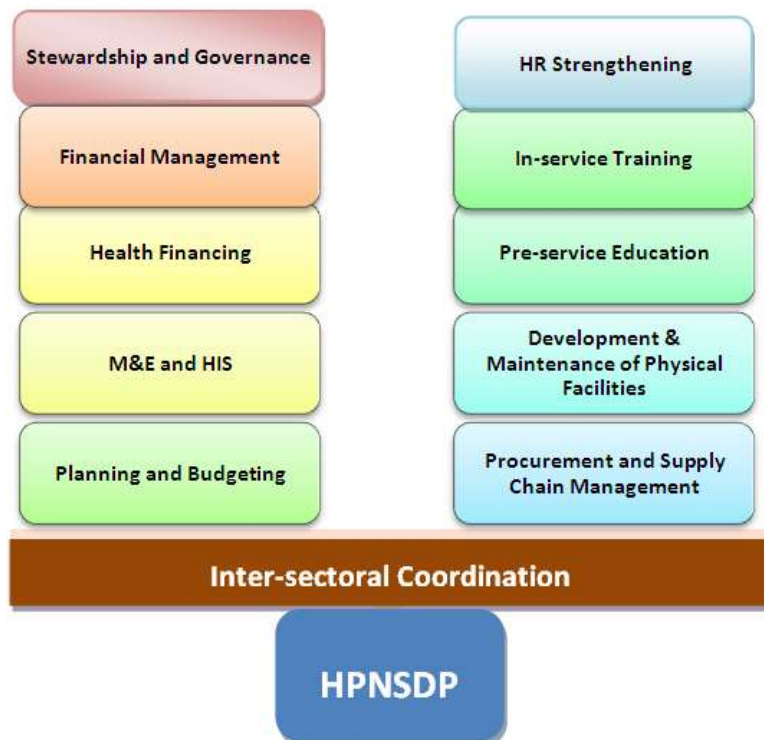 Stewardship and Governance
Financial Management
Health Financing
M&E and HIS
Planning and Budgeting
HR Strengthening
In-service Training
Pre-service Education
Development &
Maintenance of Physical
Facilities
Procurement and Supply
Chain Management
Inter-sectoral Coordination
HPNSDP